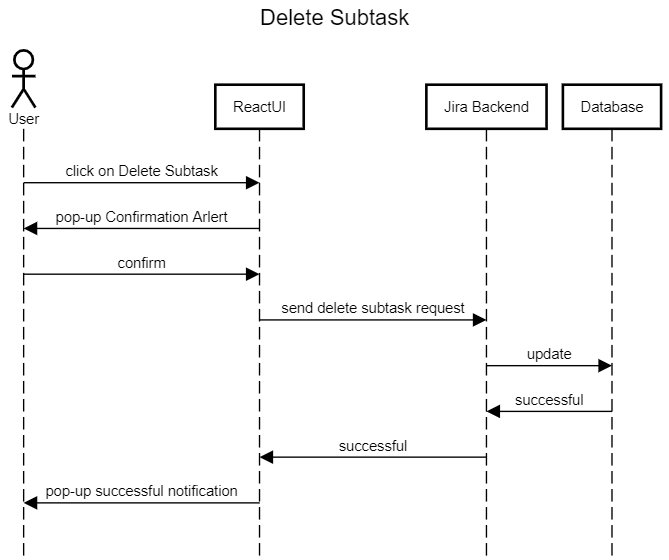 Delete Subtask
User
ReactUI
Jira Backend
Database
click on Delete Subtask
pop-up Confirmation Arlert
confirm
send delete subtask request
update
successful
successful
pop-up successful notification